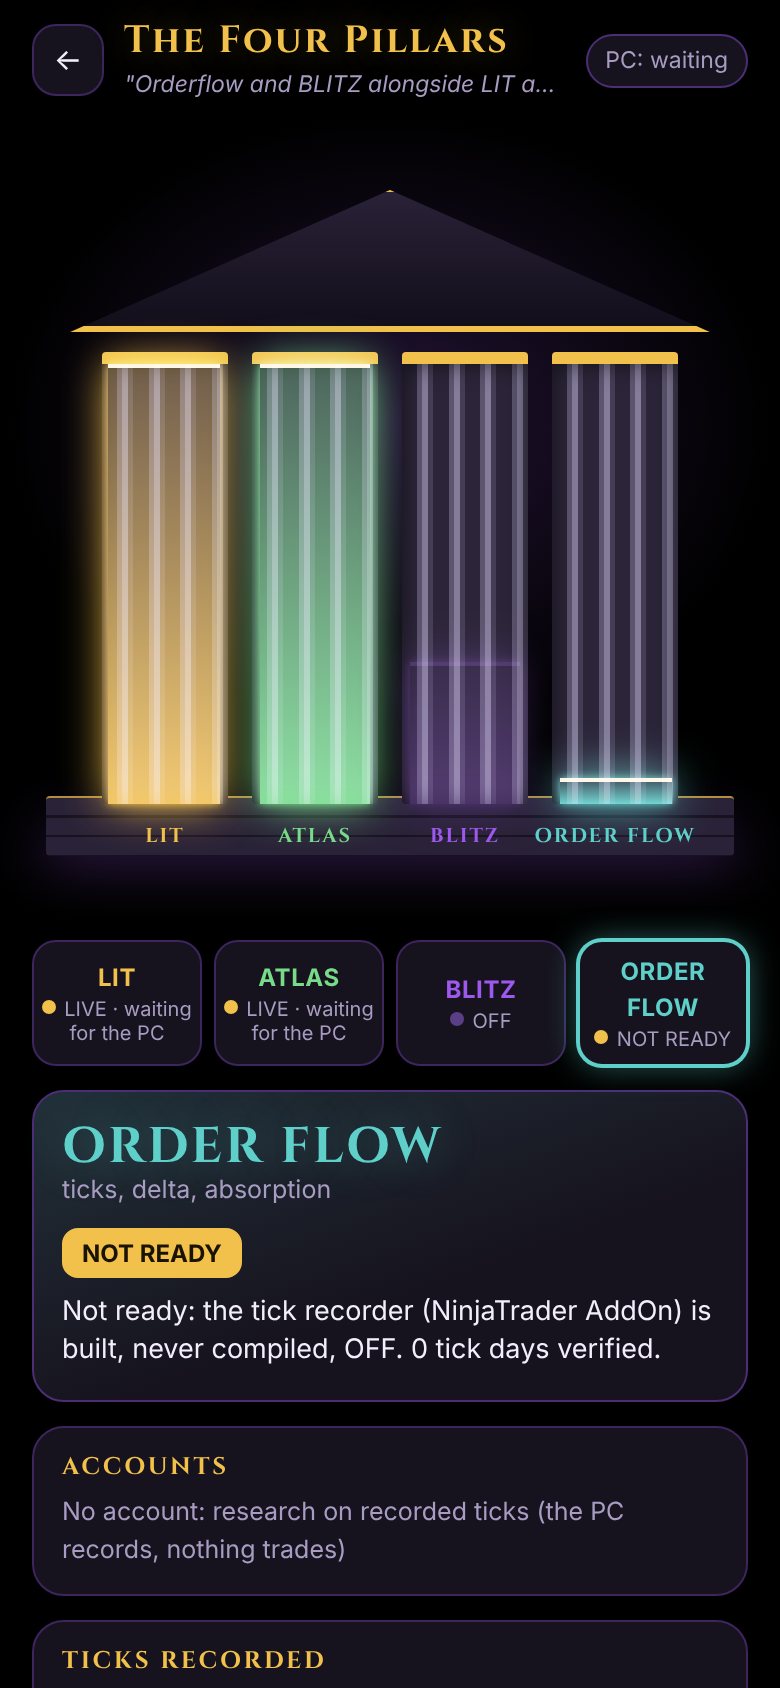 THE FOUR PILLARS
"Orderflow and BLITZ alongside LIT a...
PC: waiting
LIT
ATLAS
BLITZ
ORDER FLOW
LIT
LIVE · waiting
for the PC
ATLAS
LIVE · waiting
for the PC
BLITZ
OFF
ORDER
FLOW
NOT READY
ORDER FLOW
ticks, delta, absorption
NOT READY
Not ready: the tick recorder (NinjaTrader AddOn) is
built, never compiled, OFF. 0 tick days verified.
ACCOUNTS
No account: research on recorded ticks (the PC
records, nothing trades)
TICKS RECORDED